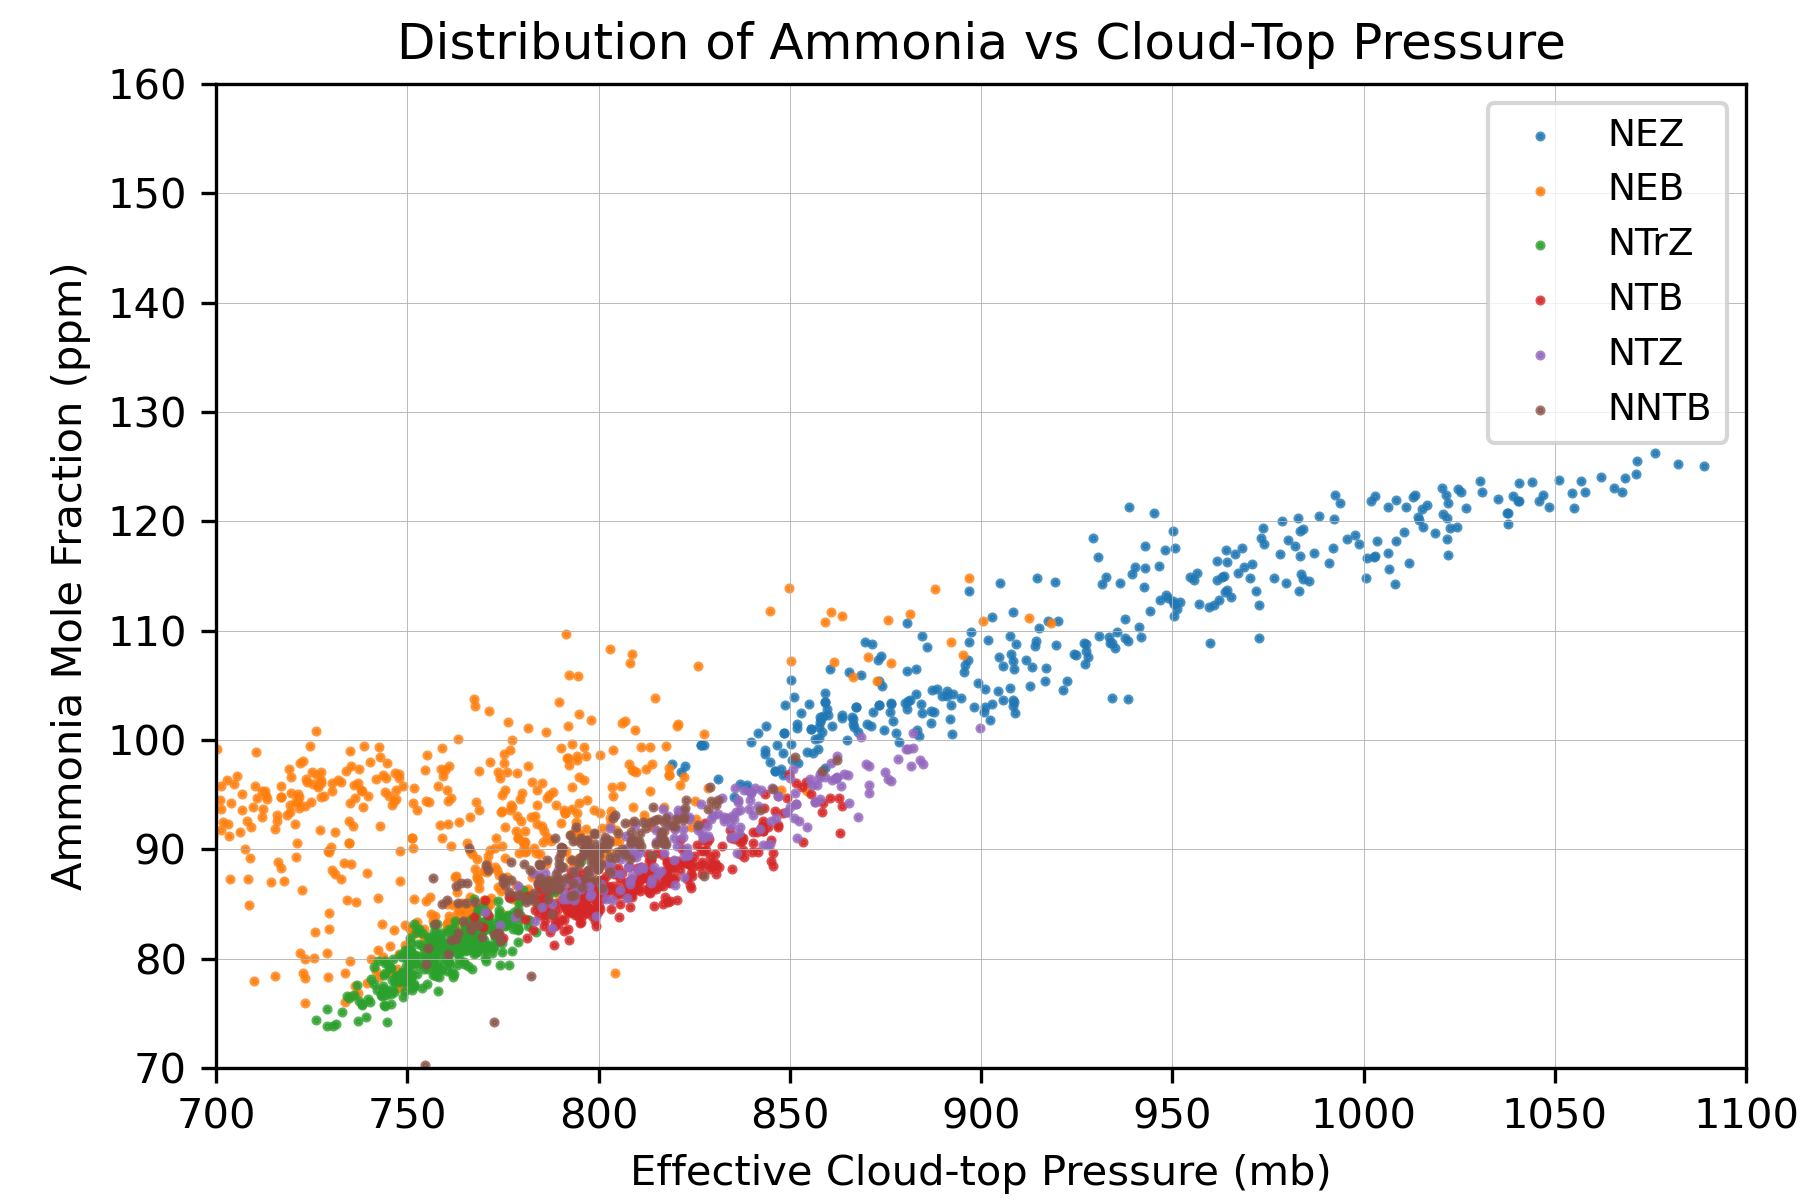 Distribution of Ammonia vs Cloud-Top Pressure
160
150
140
130
120
110
100
90
80
70
Ammonia Mole Fraction (ppm)
NEZ
NEB
NTrZ
NTB
NTZ
NNTB
700 750 800 850 900 950 1000 1050 1100
Effective Cloud-top Pressure (mb)